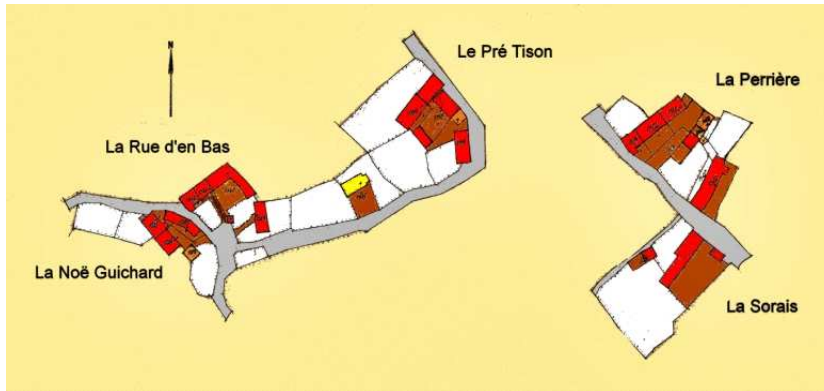 N
Le Pré Tison
La Perrière
La Rue d'en Bas
La Noë Guichard
La Sorais